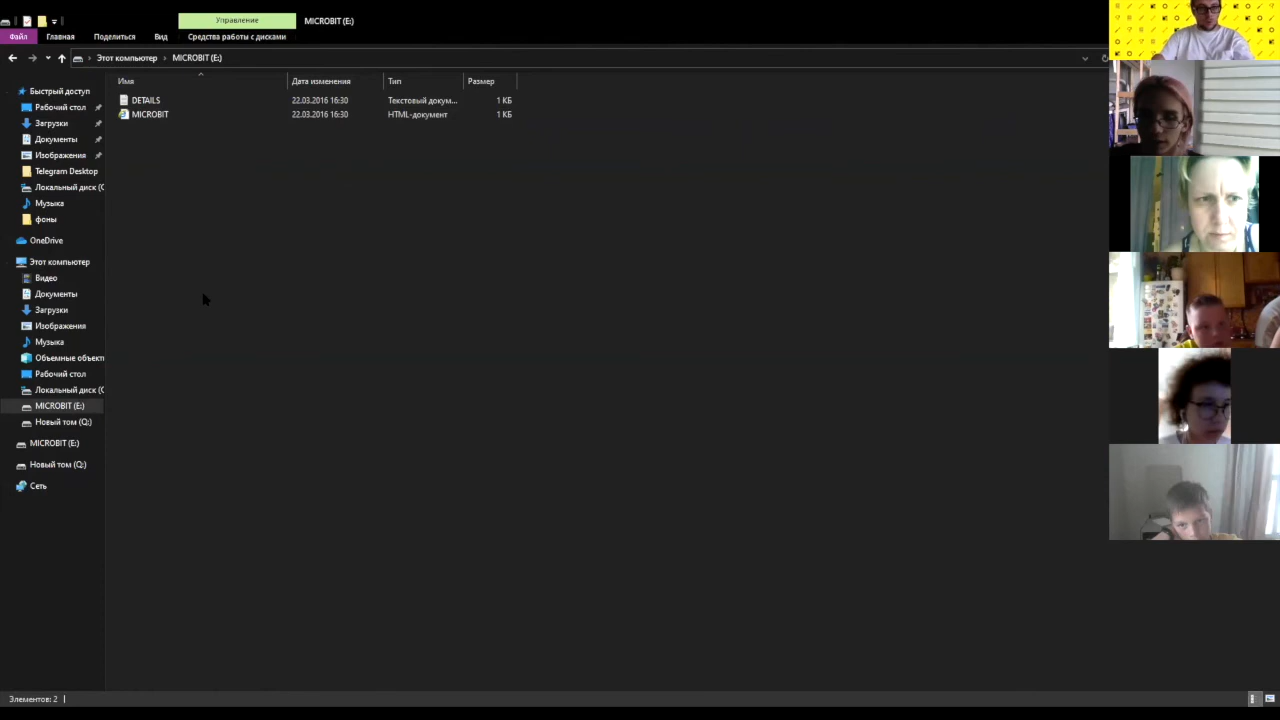 Управление
MICROBIT (E:)
Файл
Главная
Поделиться
Вид
Средства работы с дисками
Этот компьютер
MICROBIT (E:)
Имя
Дата изменения
Тип
Размер
DETAILS
22.03.2016 16:30
Текстовый докум...
1 КБ
MICROBIT
22.03.2016 16:30
HTML-документ
1 КБ
Быстрый доступ
Рабочий стол
Загрузки
Документы
Изображения
Telegram Desktop
Локальный диск (C
Музыка
фоны
OneDrive
Этот компьютер
Видео
Документы
Загрузки
Изображения
Музыка
Объемные объект
Рабочий стол
Локальный диск (C
MICROBIT (E:)
Новый том (Q:)
MICROBIT (E:)
Новый том (Q:)
Сеть
Элементов: 2